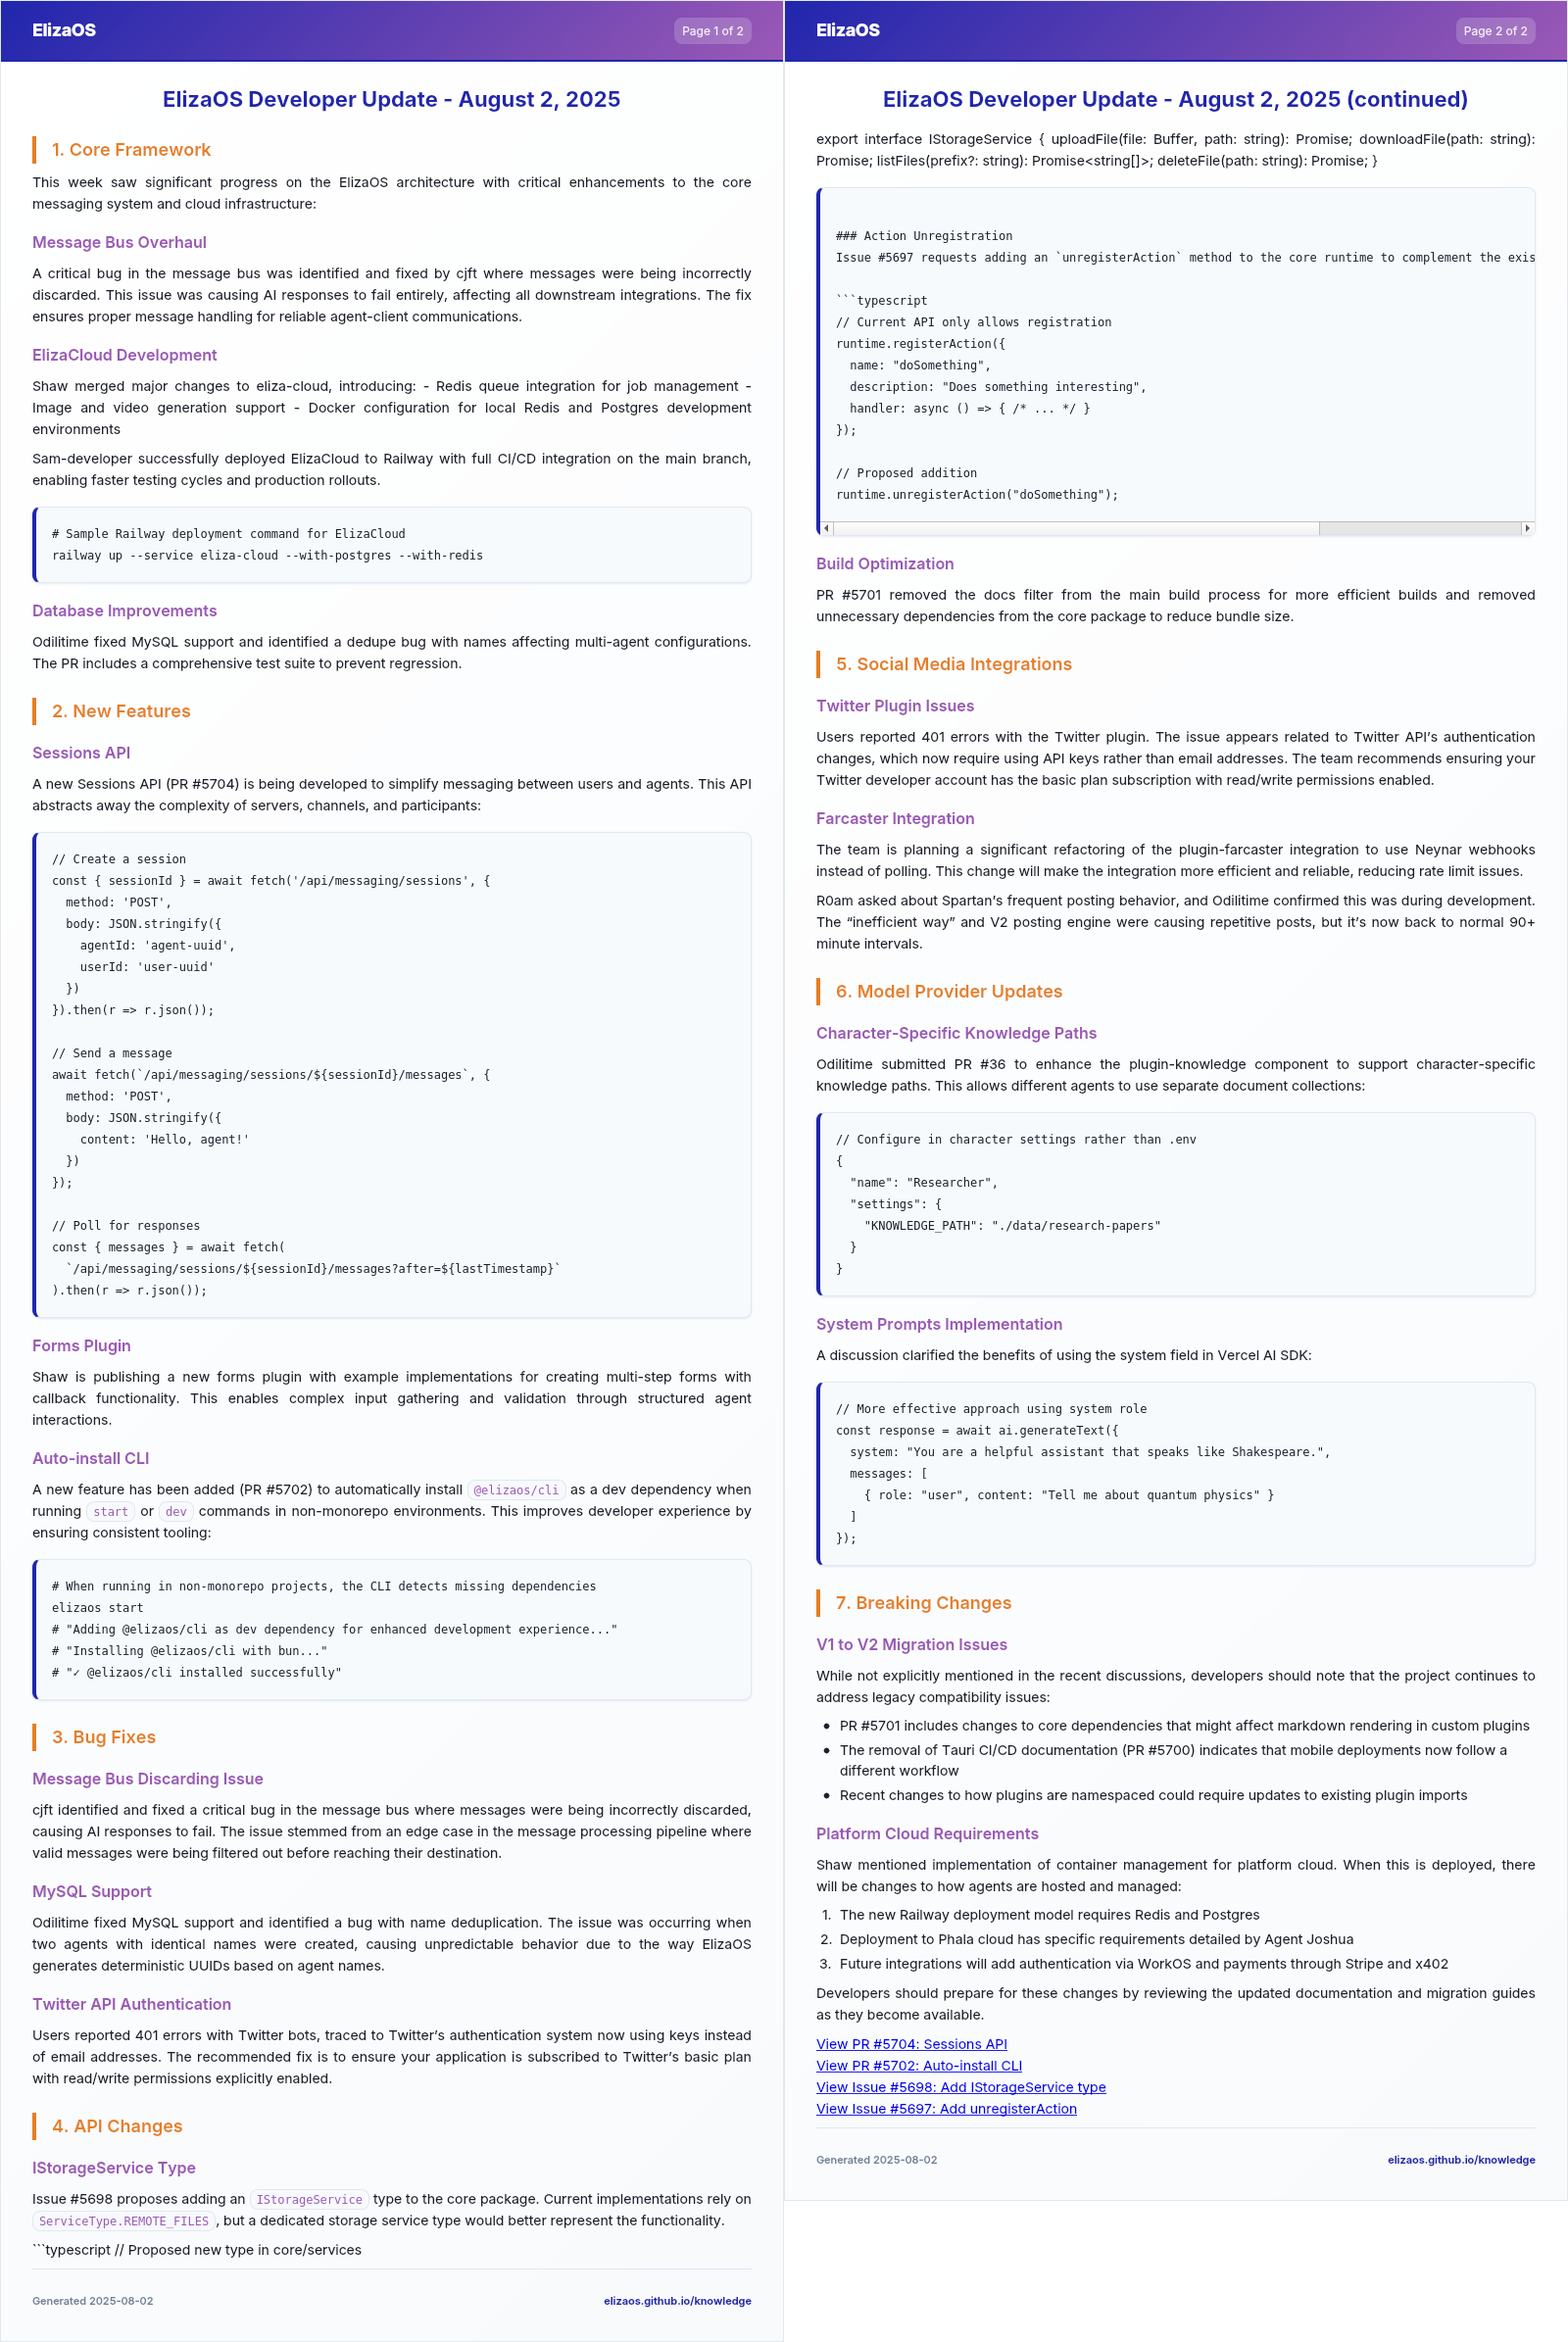 ElizaOS
Page 1 of 2
ElizaOS Developer Update - August 2, 2025
1. Core Framework
This week saw significant progress on the ElizaOS architecture with critical enhancements to the core
messaging system and cloud infrastructure:
Message Bus Overhaul
A critical bug in the message bus was identified and fixed by cjft where messages were being incorrectly
discarded. This issue was causing AI responses to fail entirely, affecting all downstream integrations. The fix
ensures proper message handling for reliable agent-client communications.
ElizaCloud Development
Shaw merged major changes to eliza-cloud, introducing: - Redis queue integration for job management -
Image and video generation support - Docker configuration for local Redis and Postgres development
environments
Sam-developer successfully deployed ElizaCloud to Railway with full CI/CD integration on the main branch,
enabling faster testing cycles and production rollouts.
# Sample Railway deployment command for ElizaCloud
railway up --service eliza-cloud --with-postgres --with-redis
Database Improvements
Odilitime fixed MySQL support and identified a dedupe bug with names affecting multi-agent configurations.
The PR includes a comprehensive test suite to prevent regression.
2. New Features
Sessions API
A new Sessions API (PR #5704) is being developed to simplify messaging between users and agents. This API
abstracts away the complexity of servers, channels, and participants:
// Create a session
const { sessionId } = await fetch('/api/messaging/sessions', {
  method: 'POST',
  body: JSON.stringify({
    agentId: 'agent-uuid',
    userId: 'user-uuid'
  })
}).then(r => r.json());
// Send a message
await fetch(`/api/messaging/sessions/${sessionId}/messages`, {
  method: 'POST',
  body: JSON.stringify({
    content: 'Hello, agent!'
  })
});
// Poll for responses
const { messages } = await fetch(
  `/api/messaging/sessions/${sessionId}/messages?after=${lastTimestamp}`
).then(r => r.json());
Forms Plugin
Shaw is publishing a new forms plugin with example implementations for creating multi-step forms with
callback functionality. This enables complex input gathering and validation through structured agent
interactions.
Auto-install CLI
A new feature has been added (PR #5702) to automatically install @elizaos/cli as a dev dependency when
running start or dev commands in non-monorepo environments. This improves developer experience by
ensuring consistent tooling:
# When running in non-monorepo projects, the CLI detects missing dependencies
elizaos start
# "Adding @elizaos/cli as dev dependency for enhanced development experience..."
# "Installing @elizaos/cli with bun..."
# "✓ @elizaos/cli installed successfully"
3. Bug Fixes
Message Bus Discarding Issue
cjft identified and fixed a critical bug in the message bus where messages were being incorrectly discarded,
causing AI responses to fail. The issue stemmed from an edge case in the message processing pipeline where
valid messages were being filtered out before reaching their destination.
MySQL Support
Odilitime fixed MySQL support and identified a bug with name deduplication. The issue was occurring when
two agents with identical names were created, causing unpredictable behavior due to the way ElizaOS
generates deterministic UUIDs based on agent names.
Twitter API Authentication
Users reported 401 errors with Twitter bots, traced to Twitter’s authentication system now using keys instead
of email addresses. The recommended fix is to ensure your application is subscribed to Twitter’s basic plan
with read/write permissions explicitly enabled.
4. API Changes
IStorageService Type
Issue #5698 proposes adding an IStorageService type to the core package. Current implementations rely on
ServiceType.REMOTE_FILES, but a dedicated storage service type would better represent the functionality.
```typescript // Proposed new type in core/services
Generated 2025-08-02
elizaos.github.io/knowledge
ElizaOS
Page 2 of 2
ElizaOS Developer Update - August 2, 2025 (continued)
export interface IStorageService { uploadFile(file: Buffer, path: string): Promise; downloadFile(path: string):
Promise; listFiles(prefix?: string): Promise<string[]>; deleteFile(path: string): Promise; }
### Action Unregistration
Issue #5697 requests adding an `unregisterAction` method to the core runtime to complement the exis
```typescript
// Current API only allows registration
runtime.registerAction({
  name: "doSomething",
  description: "Does something interesting",
  handler: async () => { /* ... */ }
});
// Proposed addition
runtime.unregisterAction("doSomething");
Build Optimization
PR #5701 removed the docs filter from the main build process for more efficient builds and removed
unnecessary dependencies from the core package to reduce bundle size.
5. Social Media Integrations
Twitter Plugin Issues
Users reported 401 errors with the Twitter plugin. The issue appears related to Twitter API’s authentication
changes, which now require using API keys rather than email addresses. The team recommends ensuring your
Twitter developer account has the basic plan subscription with read/write permissions enabled.
Farcaster Integration
The team is planning a significant refactoring of the plugin-farcaster integration to use Neynar webhooks
instead of polling. This change will make the integration more efficient and reliable, reducing rate limit issues.
R0am asked about Spartan’s frequent posting behavior, and Odilitime confirmed this was during development.
The “inefficient way” and V2 posting engine were causing repetitive posts, but it’s now back to normal 90+
minute intervals.
6. Model Provider Updates
Character-Specific Knowledge Paths
Odilitime submitted PR #36 to enhance the plugin-knowledge component to support character-specific
knowledge paths. This allows different agents to use separate document collections:
// Configure in character settings rather than .env
{
  "name": "Researcher",
  "settings": {
    "KNOWLEDGE_PATH": "./data/research-papers"
  }
}
System Prompts Implementation
A discussion clarified the benefits of using the system field in Vercel AI SDK:
// More effective approach using system role
const response = await ai.generateText({
  system: "You are a helpful assistant that speaks like Shakespeare.",
  messages: [
    { role: "user", content: "Tell me about quantum physics" }
  ]
});
7. Breaking Changes
V1 to V2 Migration Issues
While not explicitly mentioned in the recent discussions, developers should note that the project continues to
address legacy compatibility issues:
• PR #5701 includes changes to core dependencies that might affect markdown rendering in custom plugins
• The removal of Tauri CI/CD documentation (PR #5700) indicates that mobile deployments now follow a
different workflow
• Recent changes to how plugins are namespaced could require updates to existing plugin imports
Platform Cloud Requirements
Shaw mentioned implementation of container management for platform cloud. When this is deployed, there
will be changes to how agents are hosted and managed:
1. The new Railway deployment model requires Redis and Postgres
2. Deployment to Phala cloud has specific requirements detailed by Agent Joshua
3. Future integrations will add authentication via WorkOS and payments through Stripe and x402
Developers should prepare for these changes by reviewing the updated documentation and migration guides
as they become available.
View PR #5704: Sessions API
View PR #5702: Auto-install CLI
View Issue #5698: Add IStorageService type
View Issue #5697: Add unregisterAction
Generated 2025-08-02
elizaos.github.io/knowledge